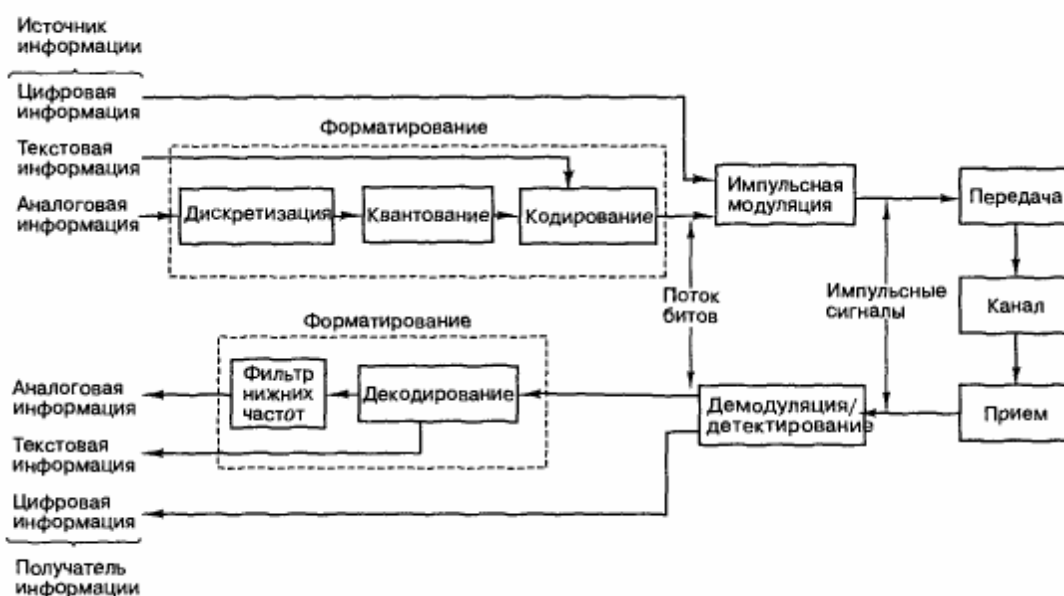 Источник
информации
Цифровая
информация
Форматирование
Текстовая
информация
Аналоговая
информация
Дискретизация
Квантование
Кодирование
Импульсная
модуляция
Передача
Поток
битов
Импульсные
сигналы
Канал
Форматирование
Аналоговая
информация
Фильтр
нижних
частот
Декодирование
Демодуляция/
детектирование
Прием
Текстовая
информация
Цифровая
информация
Получатель
информации